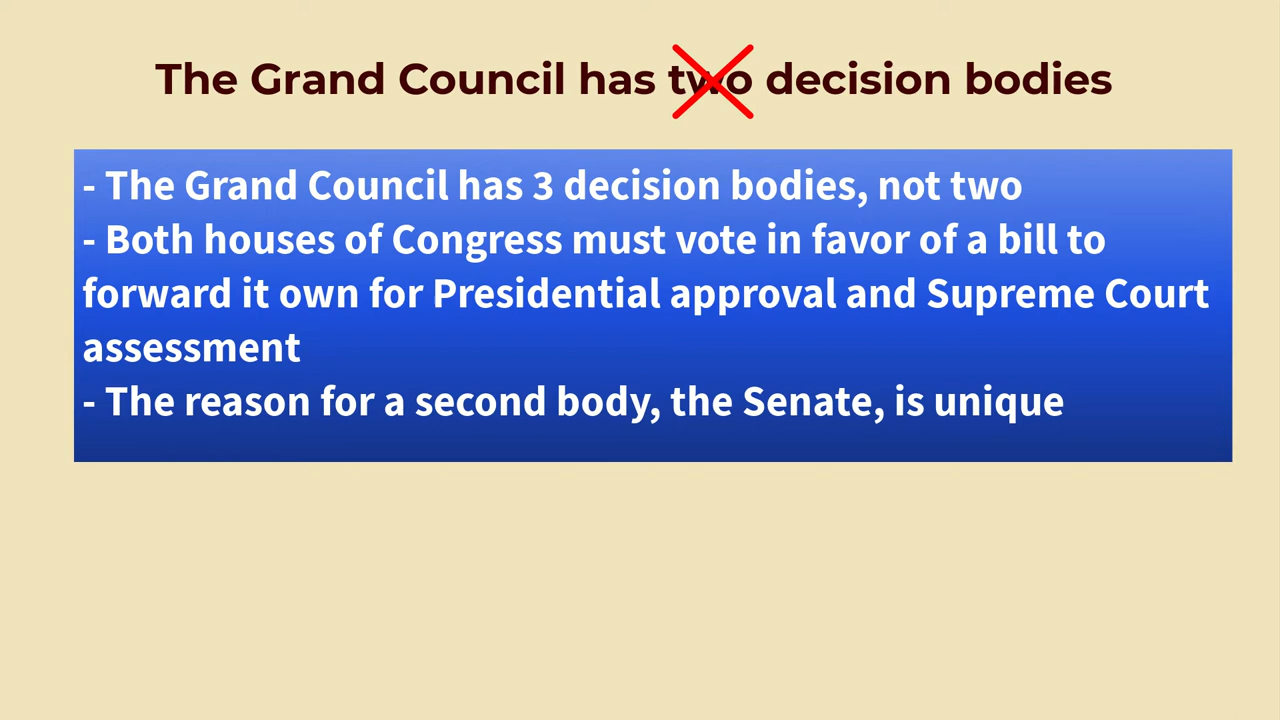 The Grand Council has two decision bodies
- The Grand Council has 3 decision bodies, not two
- Both houses of Congress must vote in favor of a bill to
forward it own for Presidential approval and Supreme Court
assessment
- The reason for a second body, the Senate, is unique